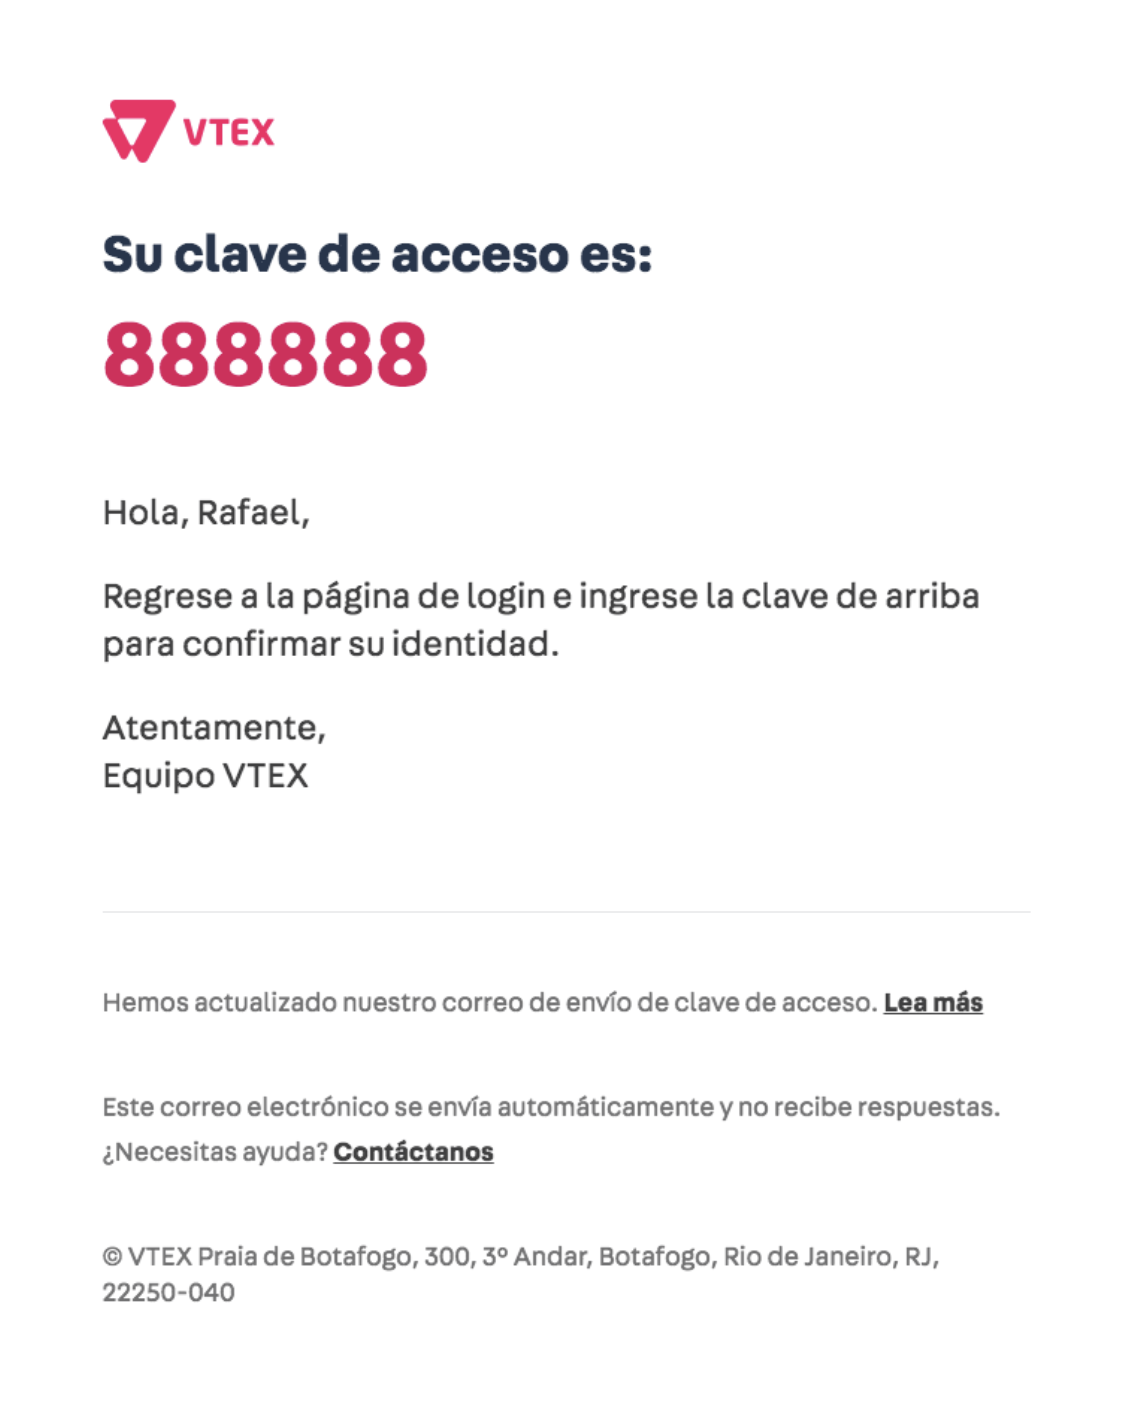 VTEX
Su clave de acceso es:
888888
Hola, Rafael,
Regrese a la página de login e ingrese la clave de arriba
para confirmar su identidad.
Atentamente,
Equipo VTEX
Hemos actualizado nuestro correo de envío de clave de acceso. Lea más
Este correo electrónico se envía automáticamente y no recibe respuestas.
¿Necesitas ayuda? Contáctanos
© VTEX Praia de Botafogo, 300, 3º Andar, Botafogo, Rio de Janeiro, RJ,
22250-040